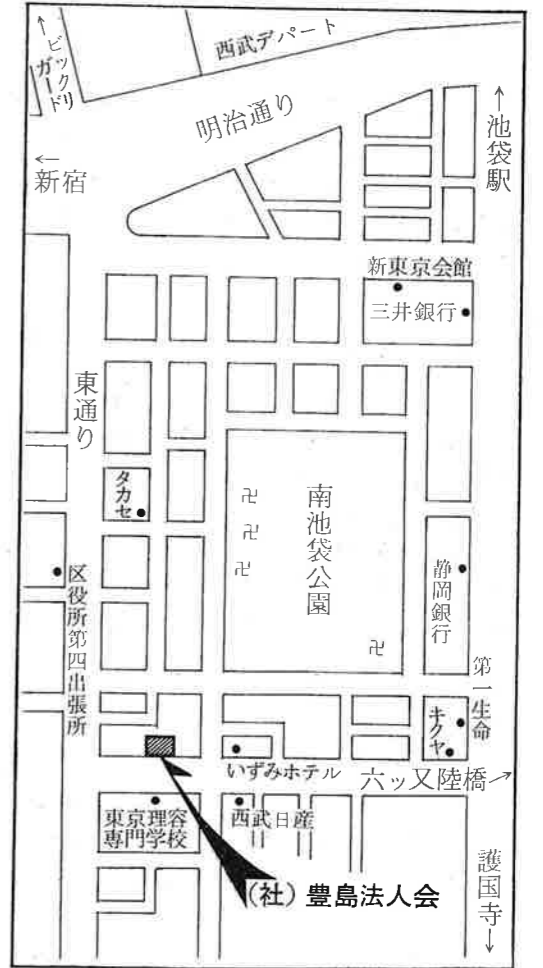 ↑ビックリ
ガード
西武デパート
明治通り
←
新宿
↑
池袋駅
新東京会館
三井銀行
東通り
タカセ
卍
卍
卍
南池袋公園
静岡銀行
卍
区役所第四出張所
第一生命
キクヤ
いずみホテル
六ッ又陸橋↗
東京理容
専門学校
西武日産
(社) 豊島法人会
護国寺
↓